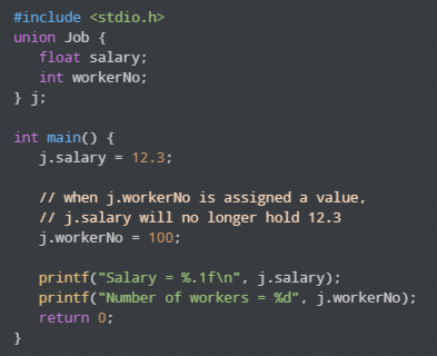 #include <stdio.h>
union Job {
   float salary;
   int workerNo;
} j;

int main() {
   j.salary = 12.3;

   // when j.workerNo is assigned a value,
   // j.salary will no longer hold 12.3
   j.workerNo = 100;

   printf("Salary = %.1f\n", j.salary);
   printf("Number of workers = %d", j.workerNo);
   return 0;
}